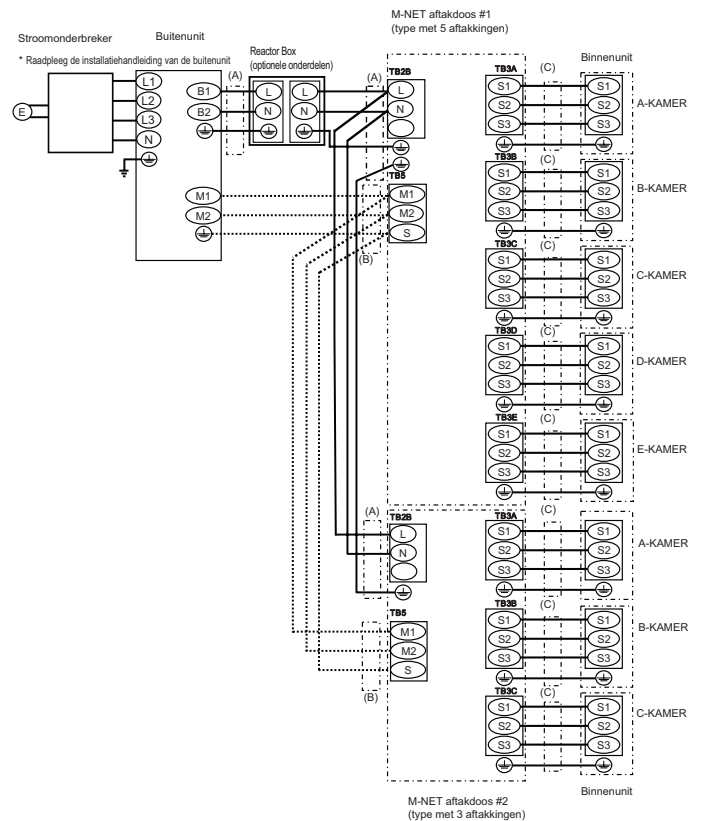 M-NET aftakdoos #1
(type met 5 aftakkingen)
Stroomonderbreker
Buitenunit
* Raadpleeg de installatiehandleiding van de buitenunit
Reactor Box
(optionele onderdelen)
Binnenunit
E
L1
L2
L3
N
B1
B2
M1
M2
(A)
L
N
L
N
(A)
TB2B
L
N
TB5
M1
M2
S
(B)
TB3A
(C)
S1
S2
S3
S1
S2
S3
A-KAMER
TB3B
(C)
S1
S2
S3
S1
S2
S3
B-KAMER
TB3C
(C)
S1
S2
S3
S1
S2
S3
C-KAMER
TB3D
(C)
S1
S2
S3
S1
S2
S3
D-KAMER
TB3E
(C)
S1
S2
S3
S1
S2
S3
E-KAMER
(A)
TB2B
L
N
TB5
M1
M2
S
(B)
TB3A
(C)
S1
S2
S3
S1
S2
S3
A-KAMER
TB3B
(C)
S1
S2
S3
S1
S2
S3
B-KAMER
TB3C
(C)
S1
S2
S3
S1
S2
S3
C-KAMER
Binnenunit
M-NET aftakdoos #2
(type met 3 aftakkingen)